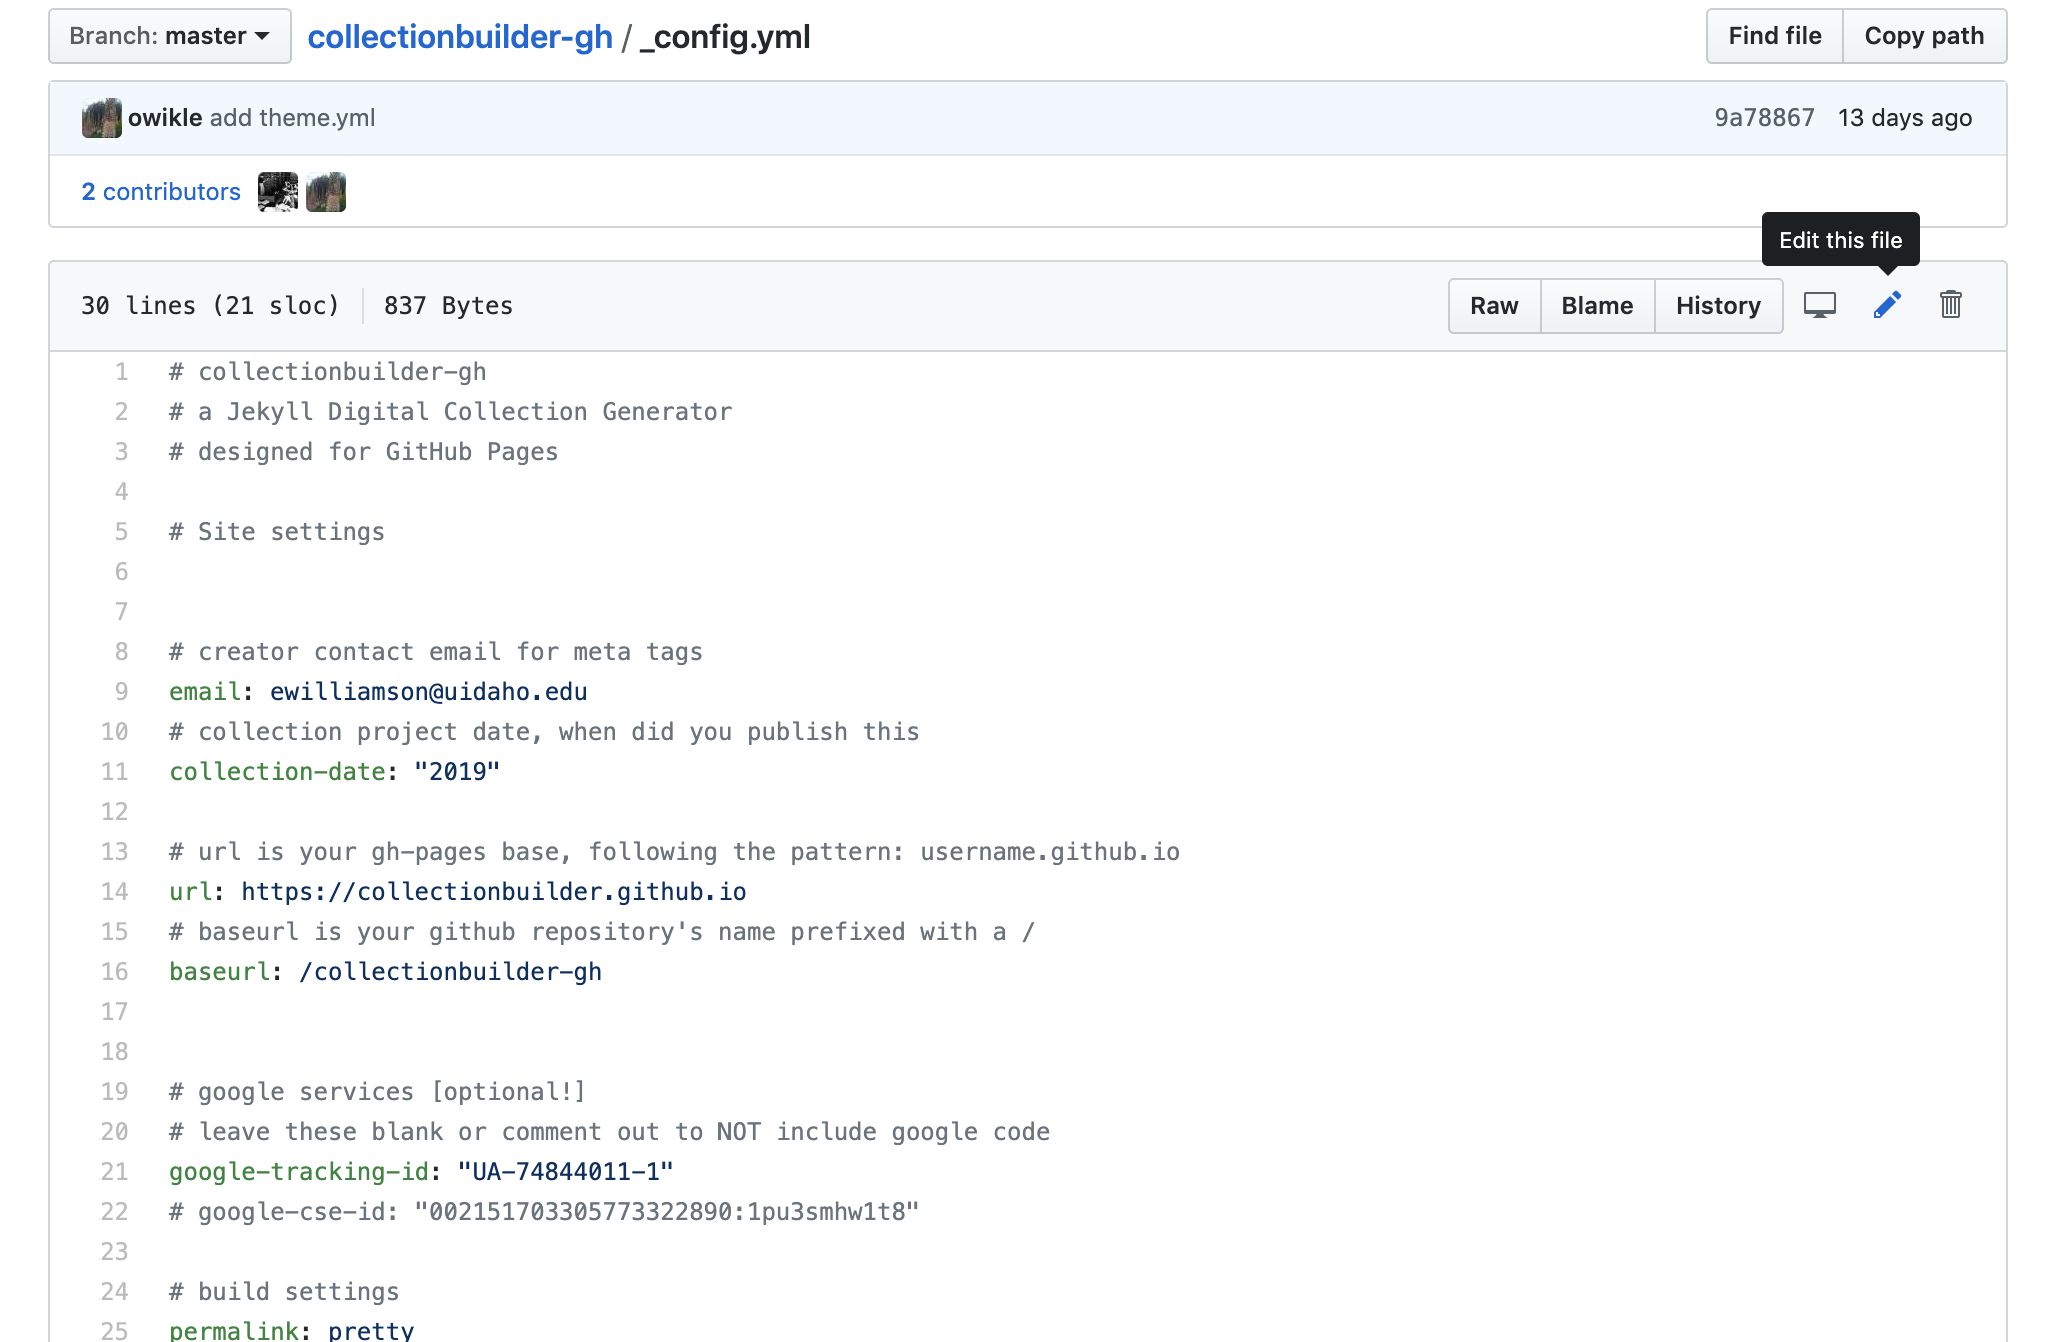 Branch: master collectionbuilder-gh / _config.yml Find file Copy path
owikle add theme.yml 9a78867 13 days ago
2 contributors
Edit this file
30 lines (21 sloc) 837 Bytes Raw Blame History
1 # collectionbuilder-gh
2 # a Jekyll Digital Collection Generator
3 # designed for GitHub Pages
4
5 # Site settings
6
7
8 # creator contact email for meta tags
9 email: ewilliamson@uidaho.edu
10 # collection project date, when did you publish this
11 collection-date: "2019"
12
13 # url is your gh-pages base, following the pattern: username.github.io
14 url: https://collectionbuilder.github.io
15 # baseurl is your github repository's name prefixed with a /
16 baseurl: /collectionbuilder-gh
17
18
19 # google services [optional!]
20 # leave these blank or comment out to NOT include google code
21 google-tracking-id: "UA-74844011-1"
22 # google-cse-id: "002151703305773322890:1pu3smhw1t8"
23
24 # build settings
25 permalink: pretty